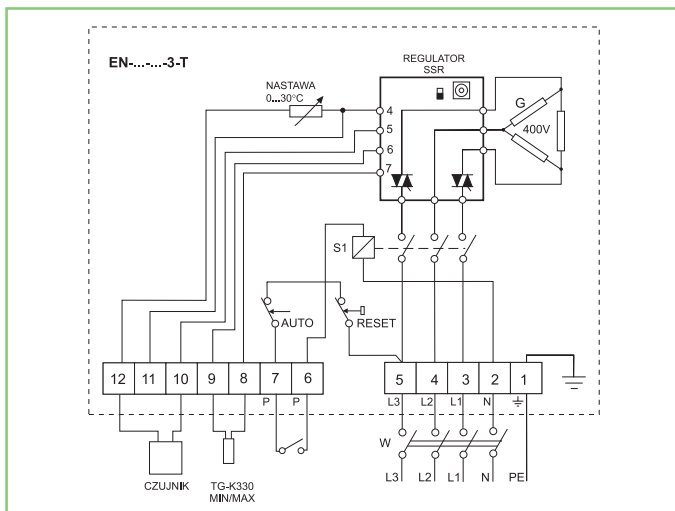 EN-...-...-3-T
REGULATOR
SSR
NASTAWA
0...30°C
4
5
6
7
G
400V
S1
AUTO
RESET
12 11 10 9 8 7 6 5 4 3 2 1
P P L3 L2 L1 N
W
CZUJNIK
TG-K330
MIN/MAX
L3 L2 L1 N PE